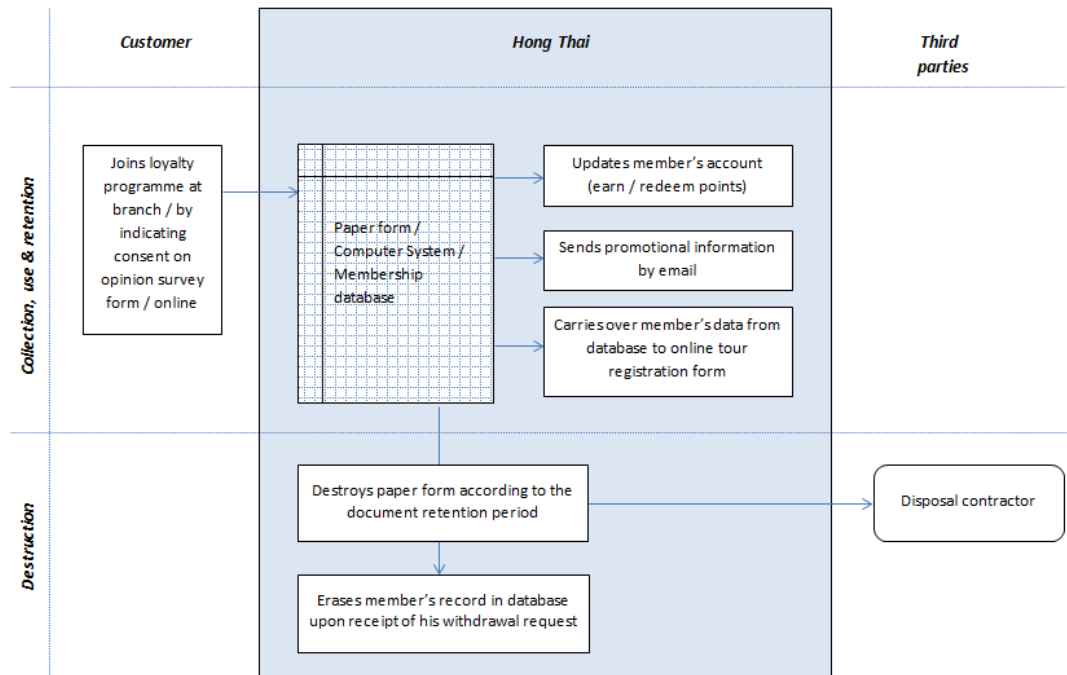 Customer
Hong Thai
Third
parties
Collection, use & retention
Joins loyalty
programme at
branch / by
indicating
consent on
opinion survey
form / online
Paper form /
Computer System /
Membership
database
Updates member's account
(earn / redeem points)
Sends promotional information
by email
Carries over member's data from
database to online tour
registration form
Destruction
Destroys paper form according to the
document retention period
Disposal contractor
Erases member's record in database
upon receipt of his withdrawal request